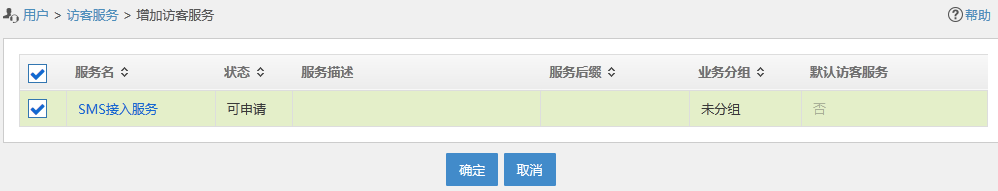 用户 > 访客服务 > 增加访客服务 帮助
服务名 状态 服务描述 服务后缀 业务分组 默认访客服务
SMS接入服务 可申请 未分组 否
确定 取消